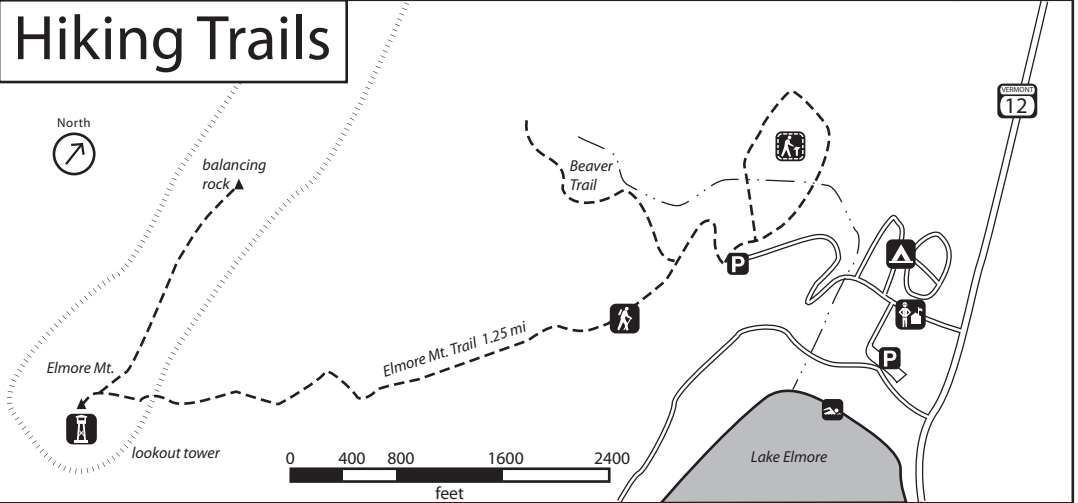 Hiking Trails
North
VERMONT
12
balancing
rock
Beaver
Trail
T
P
Elmore Mt. Trail 1.25 mi
P
Elmore Mt.
lookout tower
Lake Elmore
0 400 800 1600 2400
feet